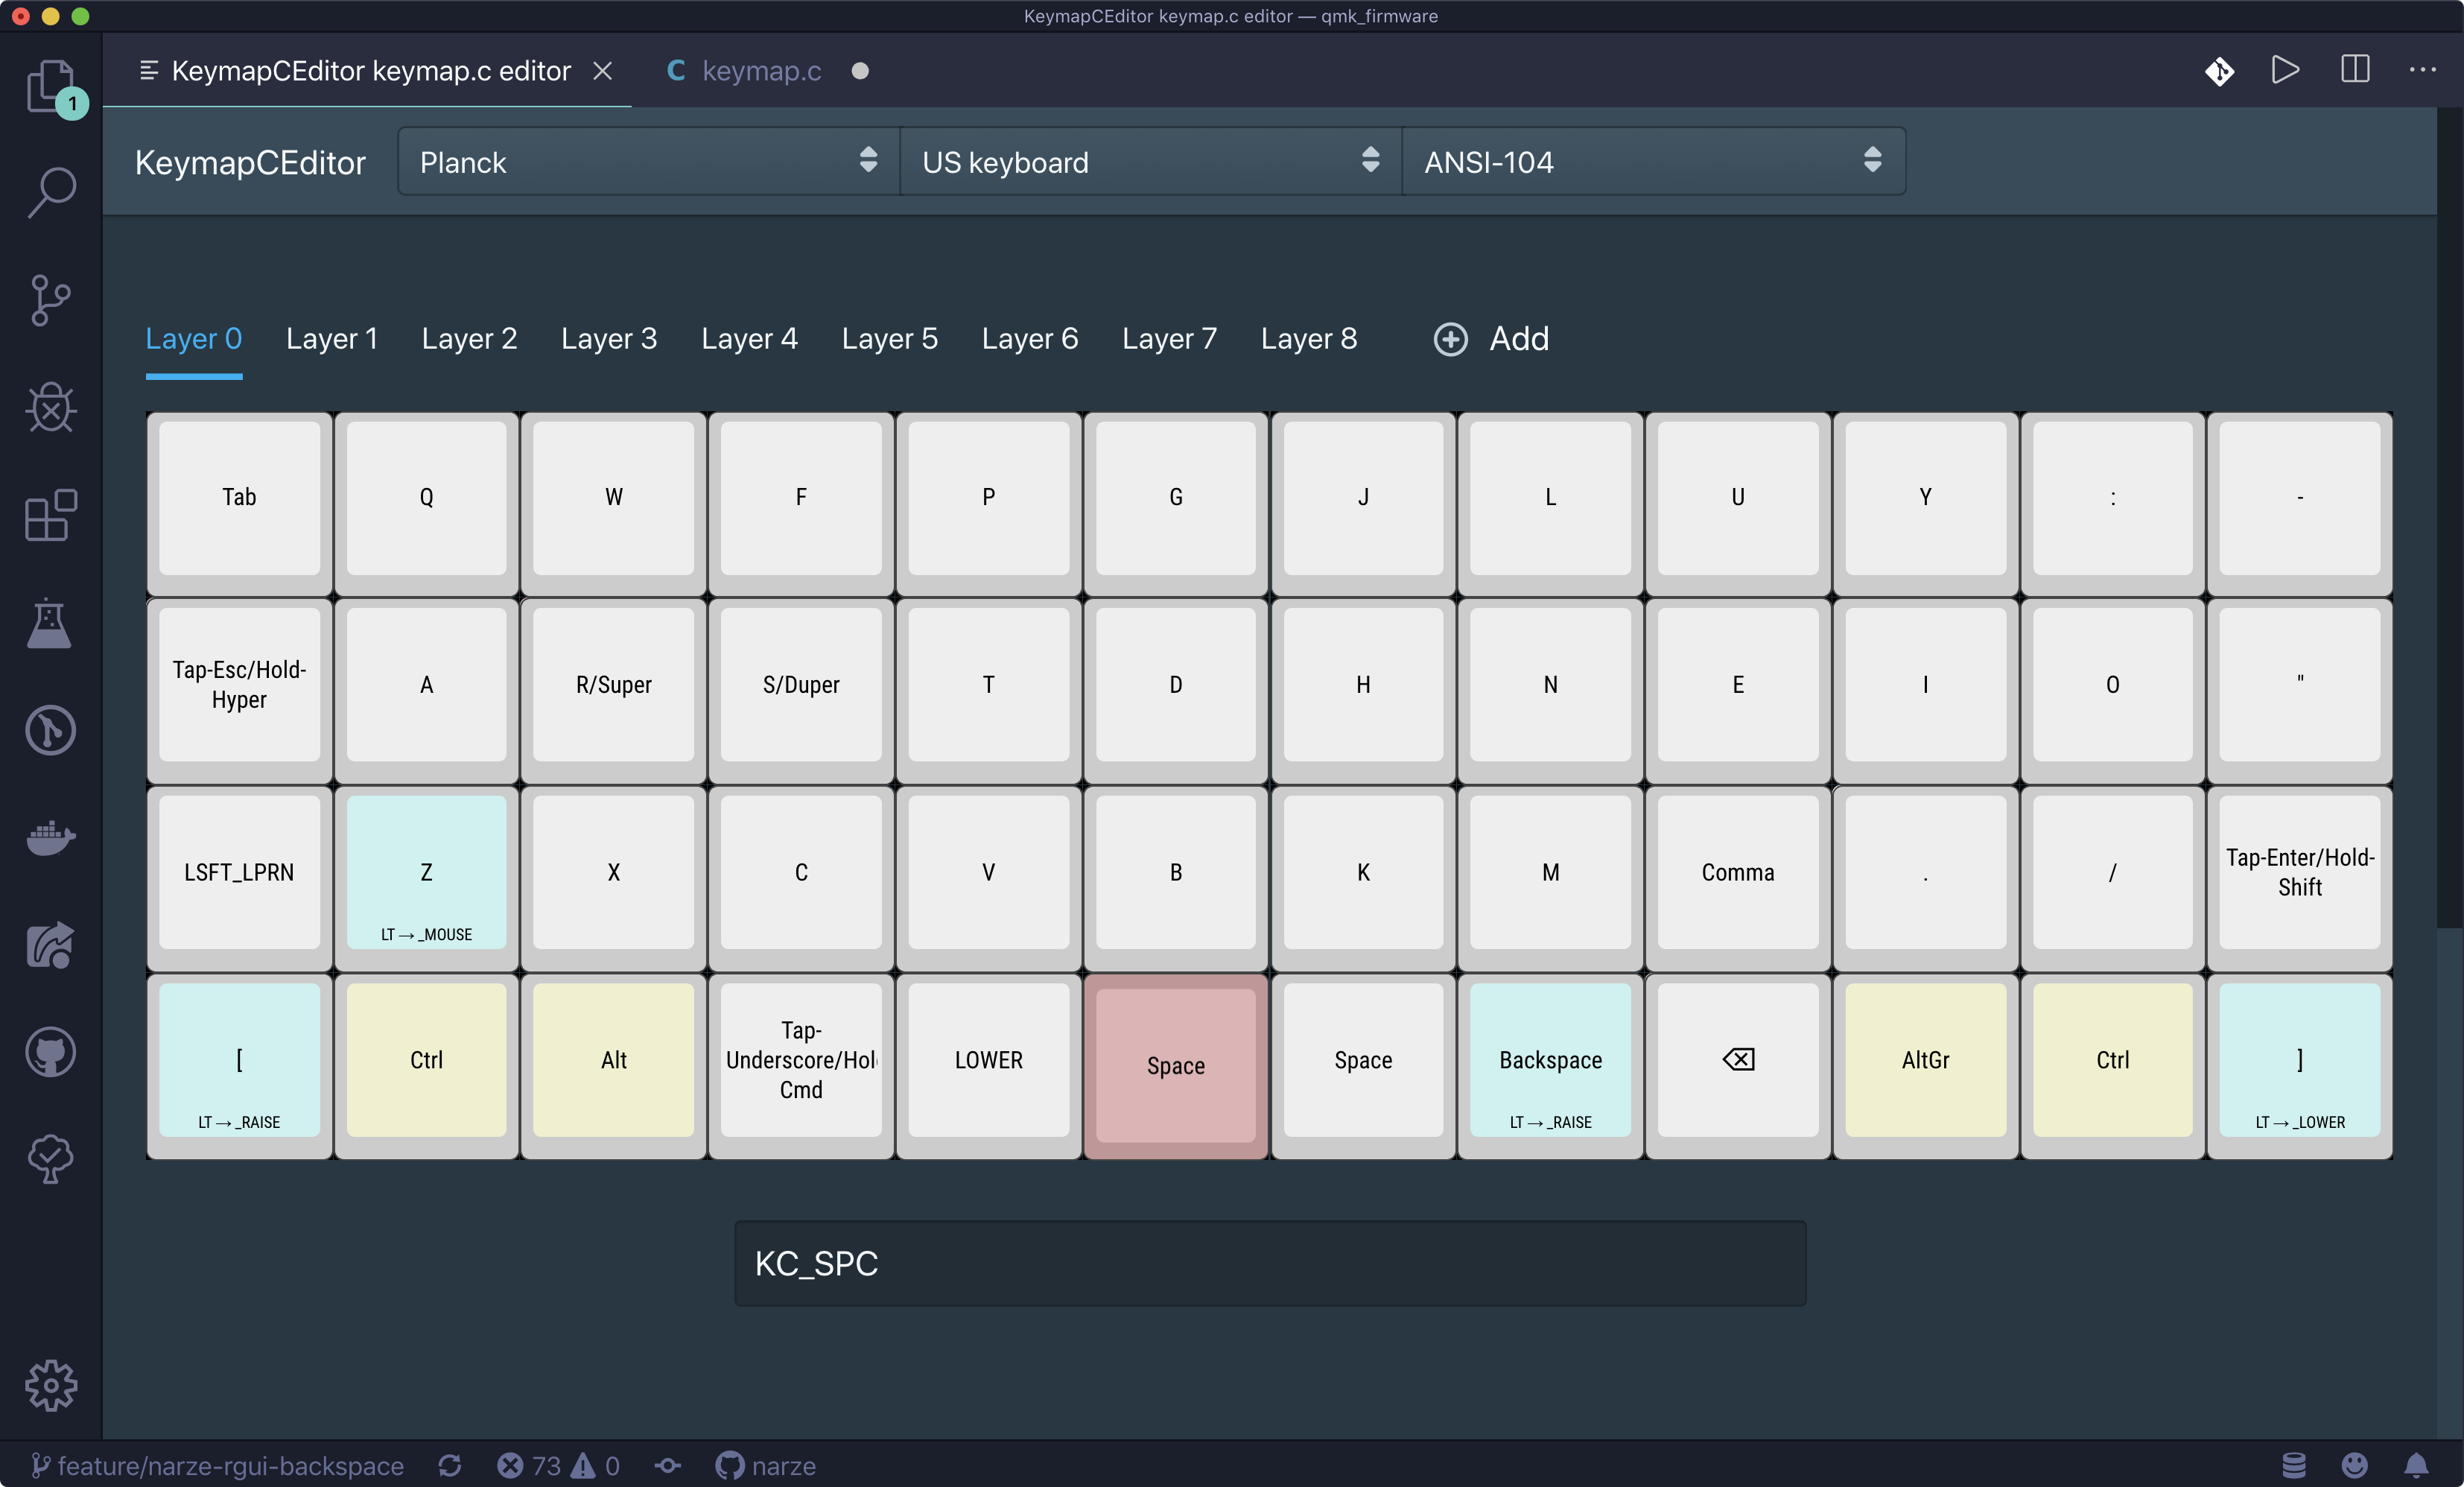 KeymapCEditor keymap.c editor — qmk_firmware
KeymapCEditor keymap.c editor
C keymap.c
1
KeymapCEditor
Planck
US keyboard
ANSI-104
Layer 0 Layer 1 Layer 2 Layer 3 Layer 4 Layer 5 Layer 6 Layer 7 Layer 8 Add
Tab Q W F P G J L U Y : -
Tap-Esc/Hold-
Hyper
A R/Super S/Duper T D H N E I O "
LSFT_LPRN
Z
LT → _MOUSE
X C V B K M Comma . /
Tap-Enter/Hold-
Shift
[
LT → _RAISE
Ctrl
Alt
Tap-
Underscore/Hol
Cmd
LOWER
Space
Space
Backspace
LT → _RAISE
AltGr
Ctrl
]
LT → _LOWER
KC_SPC
feature/narze-rgui-backspace 73 0 narze